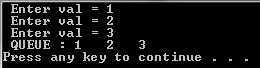 Enter val = 1
Enter val = 2
Enter val = 3
QUEUE : 1 2 3
Press any key to continue . . .